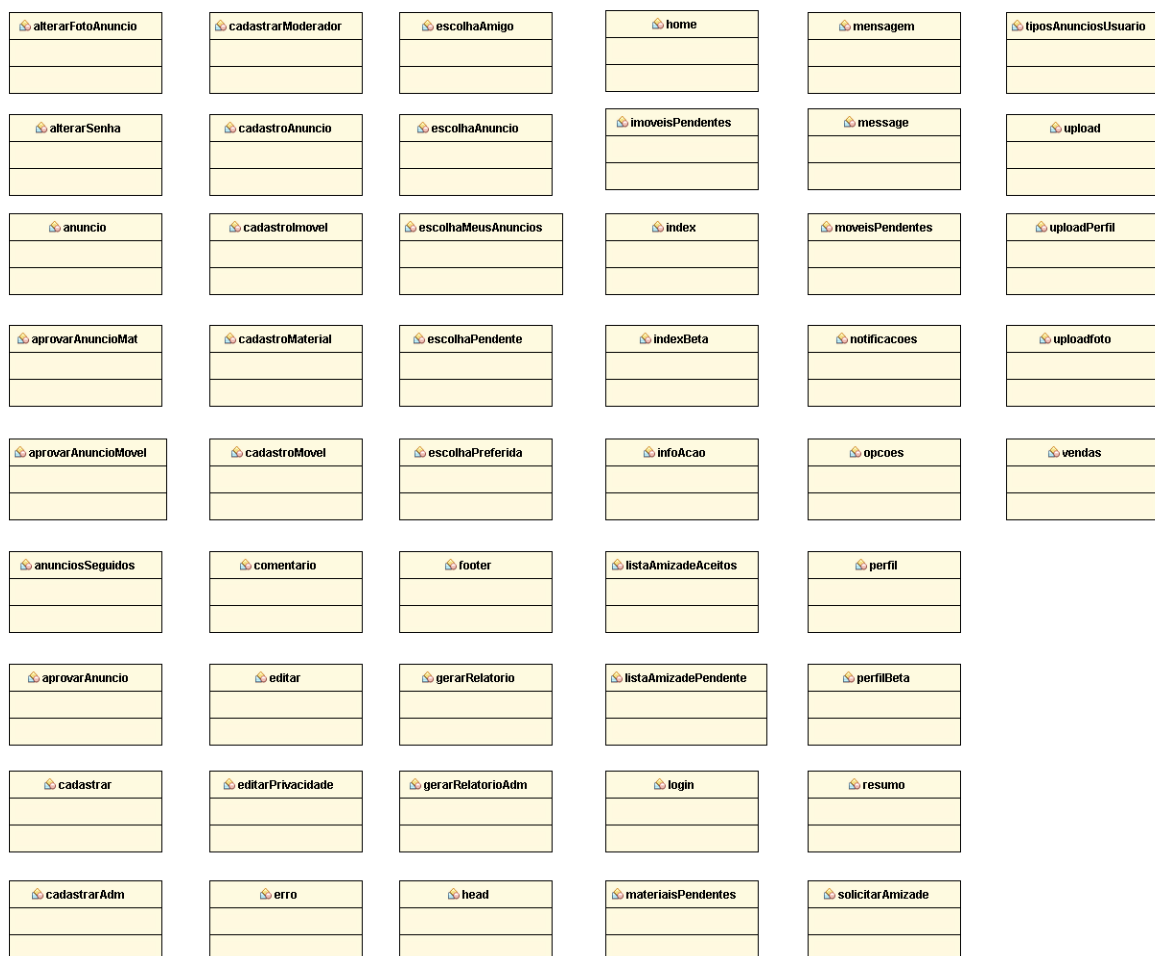 alterarFotoAnuncio
cadastrarModerador
escolhaAmigo
home
mensagem
tiposAnunciosUsuario
alterarSenha
cadastroAnuncio
escolhaAnuncio
imoveisPendentes
message
upload
anuncio
cadastroImovel
escolhaMeusAnuncios
index
moveisPendentes
uploadPerfil
aprovarAnuncioMat
cadastroMaterial
escolhaPendente
indexBeta
notificacoes
uploadfoto
aprovarAnuncioMovel
cadastroMovel
escolhaPreferida
infoAcao
opcoes
vendas
anunciosSeguidos
comentario
footer
listaAmizadeAceitos
perfil
aprovarAnuncio
editar
gerarRelatorio
listaAmizadePendente
perfilBeta
cadastrar
editarPrivacidade
gerarRelatorioAdm
login
resumo
cadastrarAdm
erro
head
materiaisPendentes
solicitarAmizade